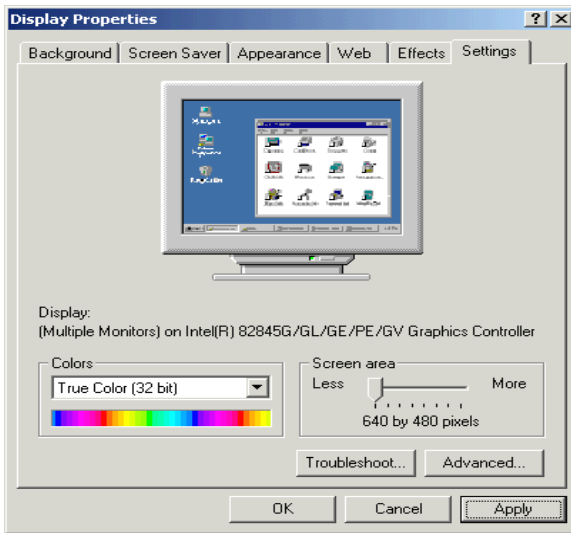 Display Properties
Background Screen Saver Appearance Web Effects Settings
Display:
(Multiple Monitors) on Intel(R) 82845G/GL/GE/PE/GV Graphics Controller
Colors
True Color (32 bit)
Screen area
Less More
640 by 480 pixels
Troubleshoot... Advanced...
OK Cancel Apply